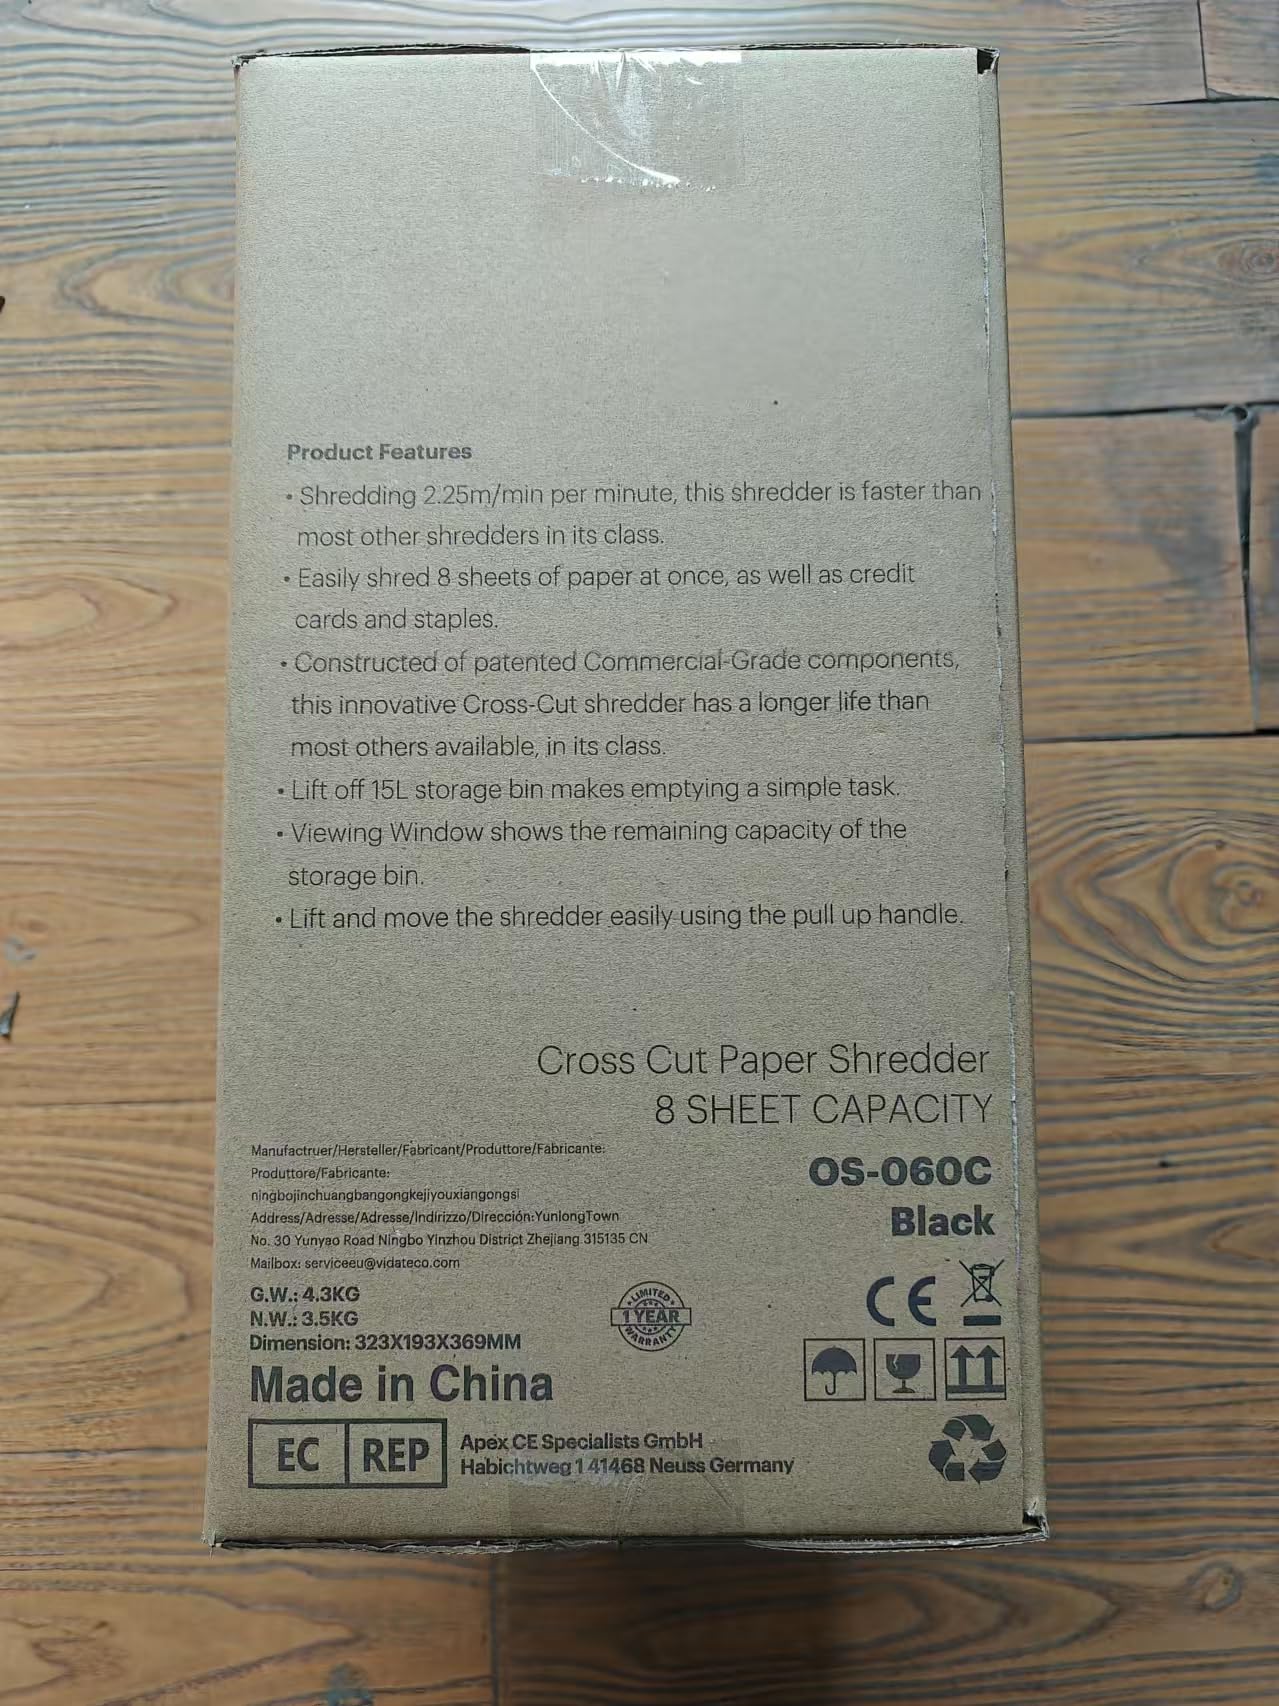 Product Features
• Shredding 2.25m/min per minute, this shredder is faster than
most other shredders in its class.
• Easily shred 8 sheets of paper at once, as well as credit
cards and staples.
• Constructed of patented Commercial-Grade components,
this innovative Cross-Cut shredder has a longer life than
most others available, in its class.
• Lift off 15L storage bin makes emptying a simple task.
• Viewing Window shows the remaining capacity of the
storage bin.
• Lift and move the shredder easily using the pull up handle.
Cross Cut Paper Shredder
8 SHEET CAPACITY
OS-060C
Black
Manufactruer/Hersteller/Fabricant/Produttore/Fabricante:
Produttore/Fabricante:
ningbojinchuangbangongkejiyouxiangongsi
Address/Adresse/Adresse/Indirizzo/Dirección:YunlongTown
No. 30 Yunyao Road Ningbo Yinzhou District Zhejiang 315135 CN
Mailbox: serviceeu@vidateco.com
G.W.: 4.3KG
N.W.: 3.5KG
Dimension: 323X193X369MM
Made in China
LIMITED
1 YEAR
WARRANTY
CE
EC REP
Apex CE Specialists GmbH
Habichtweg 1 41468 Neuss Germany